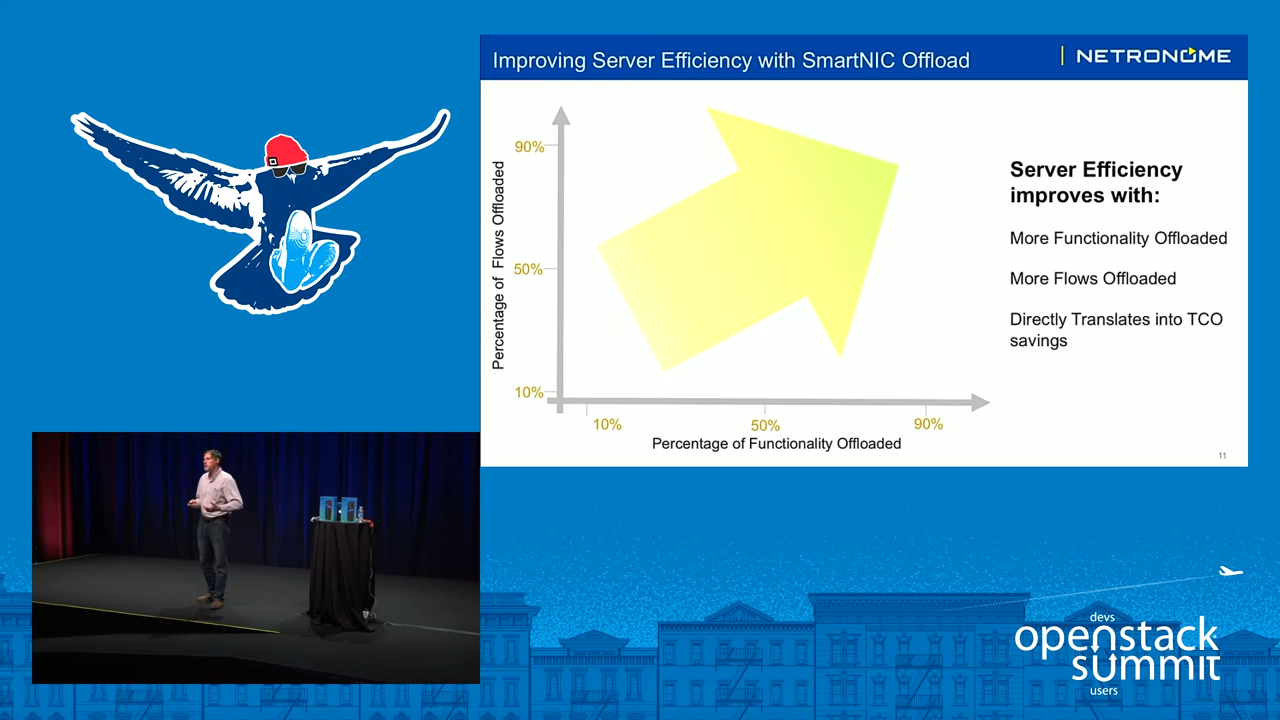 Improving Server Efficiency with SmartNIC Offload
NETRONOME
90%
50%
10%
Percentage of Flows Offloaded
10%
50%
90%
Percentage of Functionality Offloaded
Server Efficiency
improves with:
More Functionality Offloaded
More Flows Offloaded
Directly Translates into TCO
savings
11
devs
openstack
summit
users